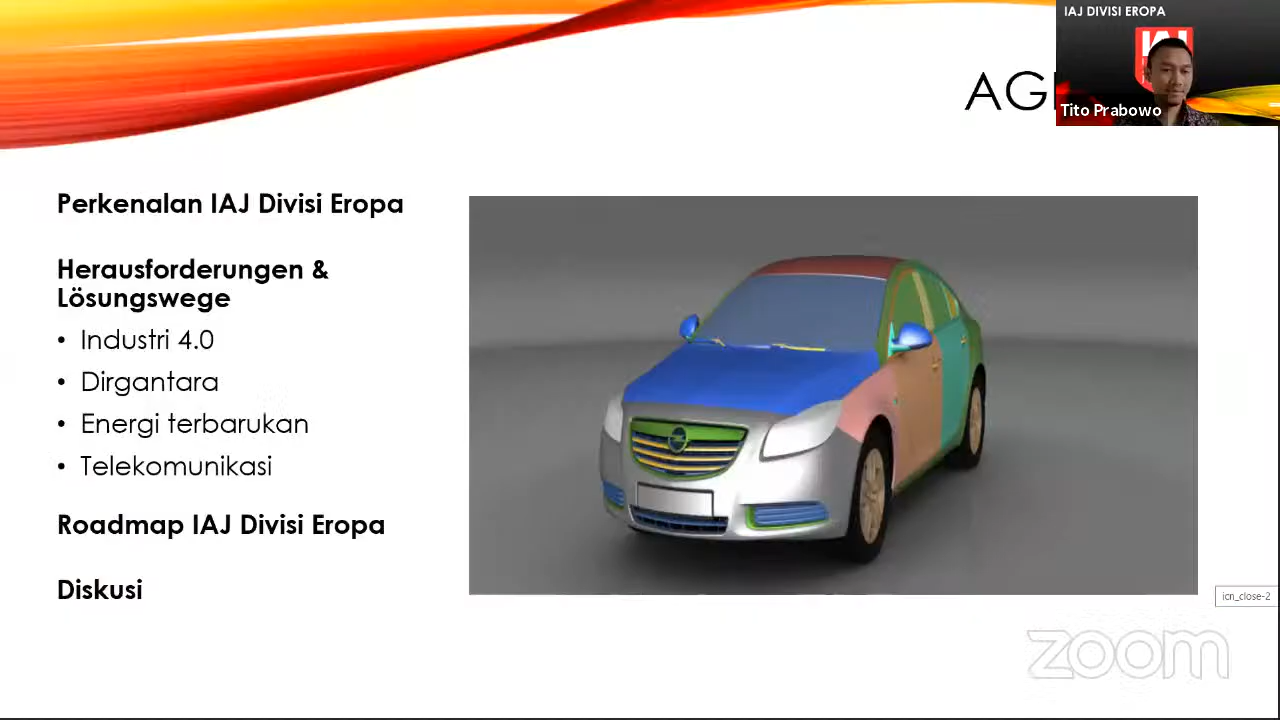 IAJ DIVISI EROPA
IAJ
Tito Prabowo
AG
Perkenalan IAJ Divisi Eropa
Herausforderungen &
Lösungswege
• Industri 4.0
• Dirgantara
• Energi terbarukan
• Telekomunikasi
Roadmap IAJ Divisi Eropa
Diskusi
icn_close-2
zoom